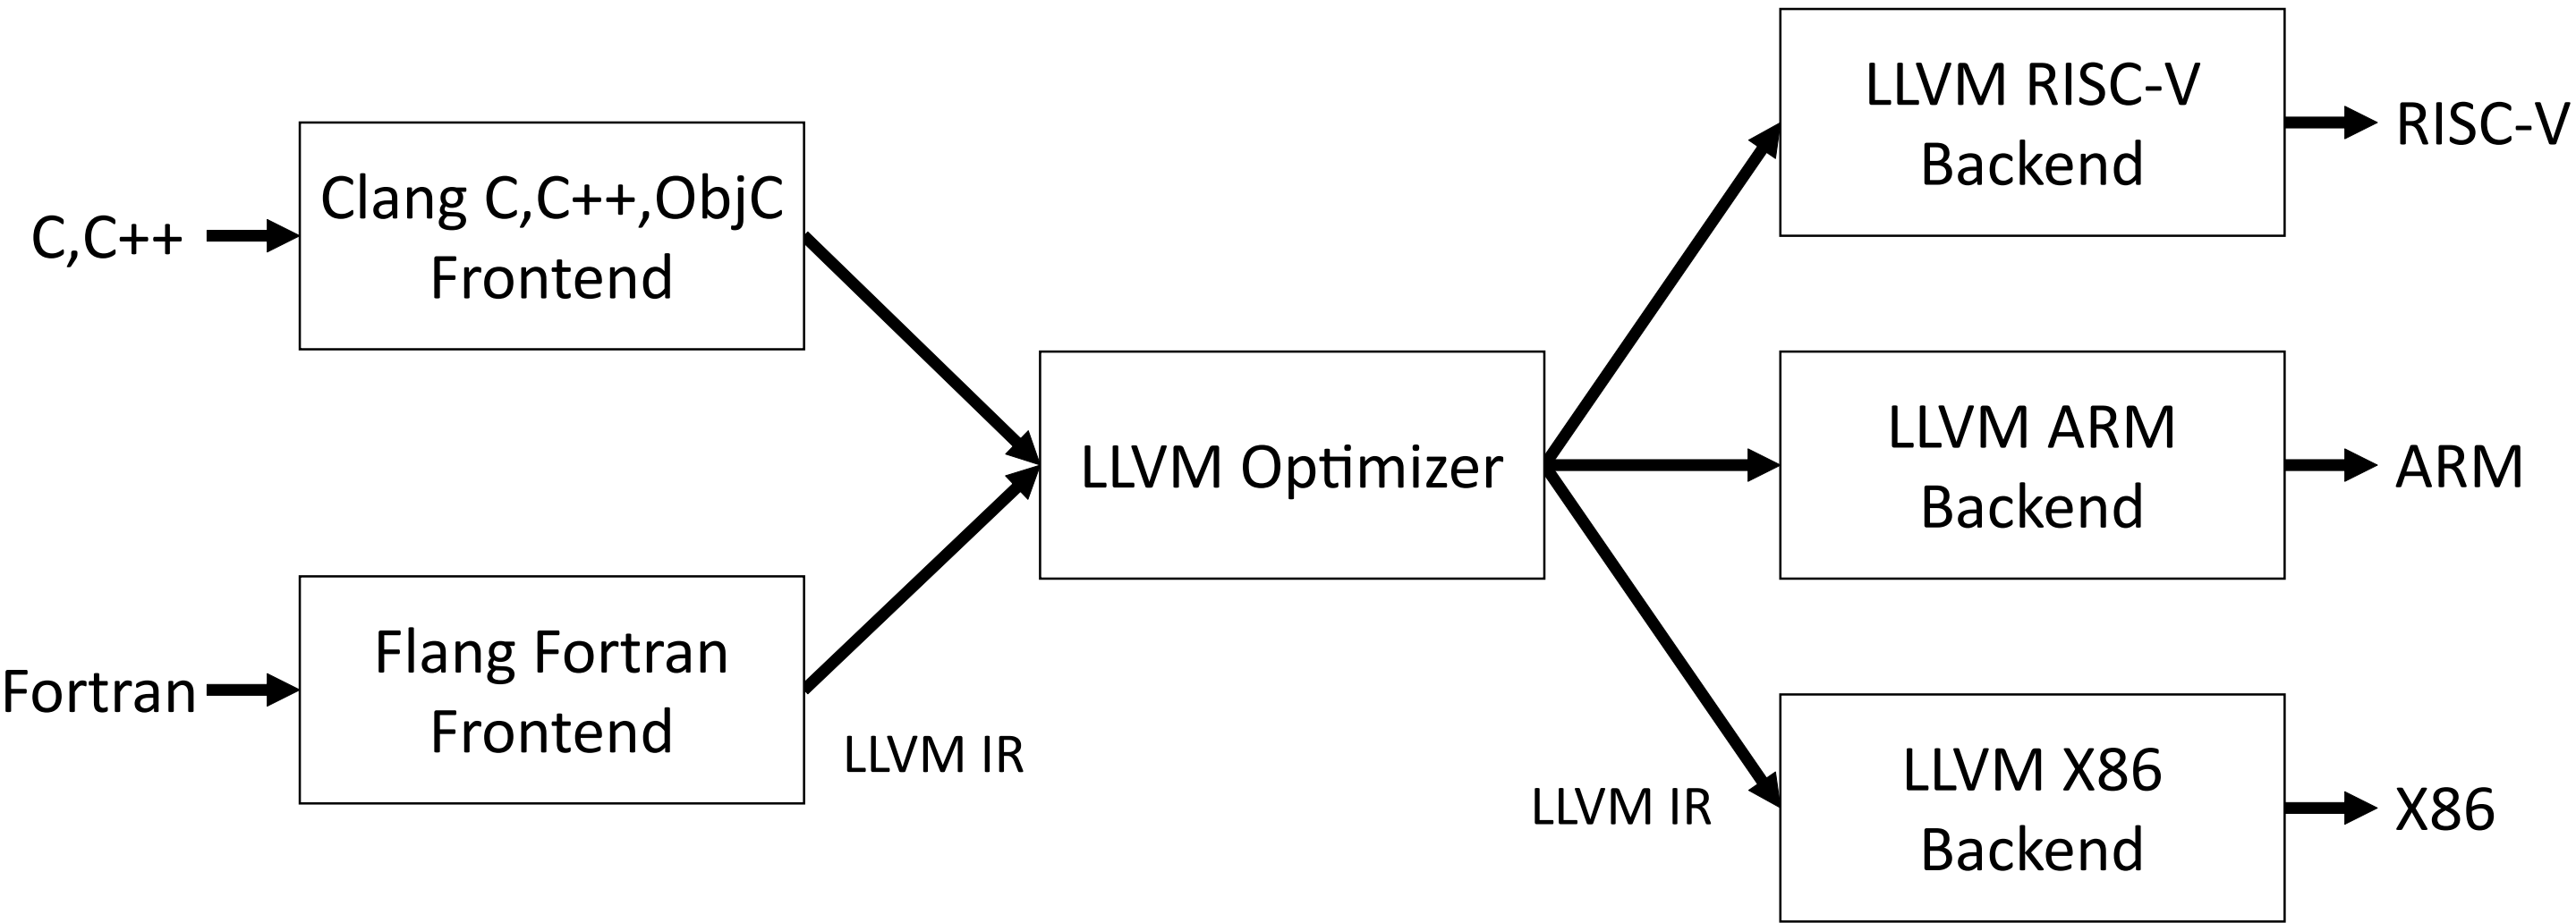 C,C++
Clang C,C++,ObjC
Frontend
Fortran
Flang Fortran
Frontend
LLVM IR
LLVM Optimizer
LLVM IR
LLVM RISC-V
Backend
RISC-V
LLVM ARM
Backend
ARM
LLVM X86
Backend
X86